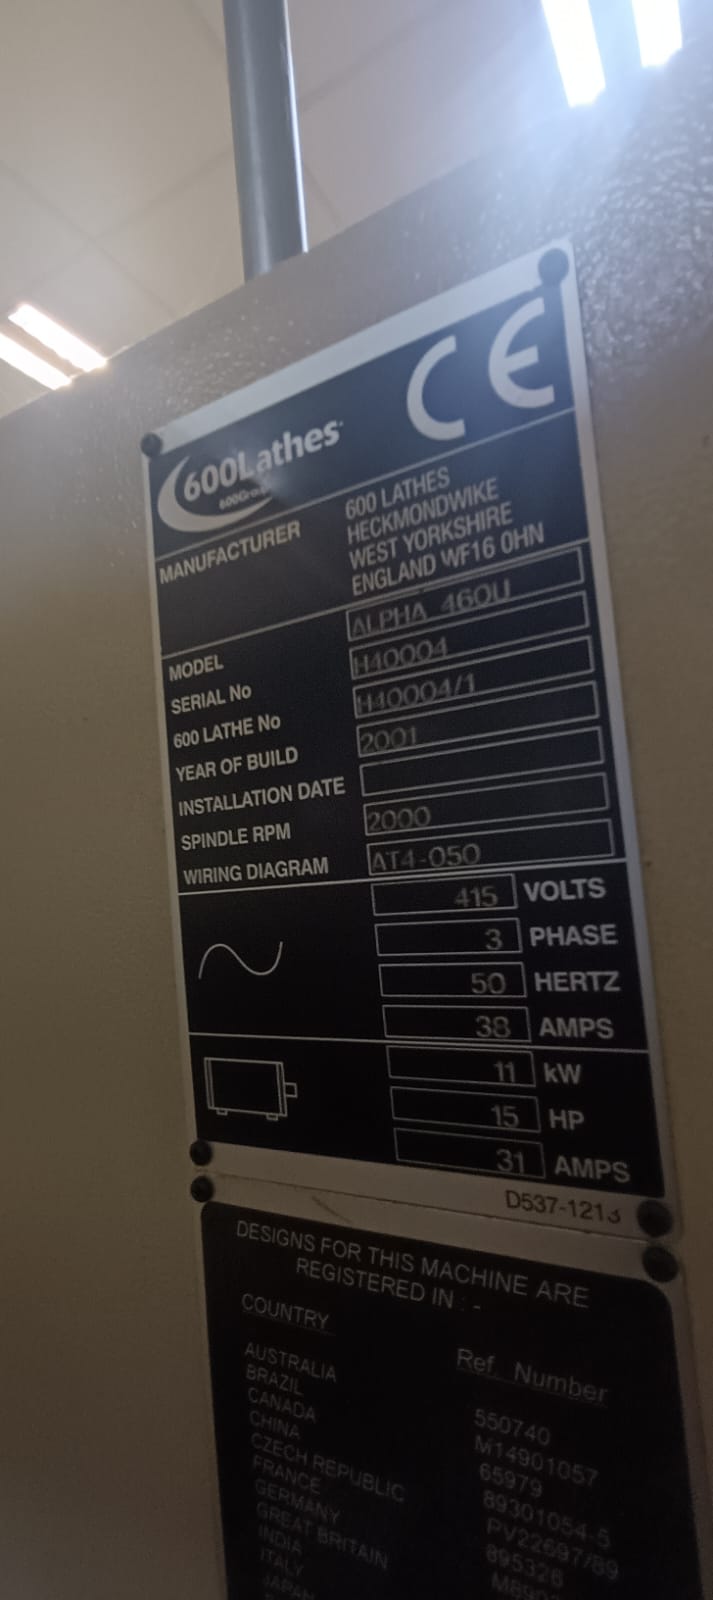 CE
600Lathes
600Group
MANUFACTURER
600 LATHES
HECKMONDWIKE
WEST YORKSHIRE
ENGLAND WF16 0HN
MODEL ALPHA 460U
SERIAL No H40004
600 LATHE No H40004/1
YEAR OF BUILD 2001
INSTALLATION DATE
SPINDLE RPM 2000
WIRING DIAGRAM AT4-050
415 VOLTS
3 PHASE
50 HERTZ
38 AMPS
11 kW
15 HP
31 AMPS
D537-1213
DESIGNS FOR THIS MACHINE ARE
REGISTERED IN : -
COUNTRY Ref. Number
AUSTRALIA 550740
BRAZIL M14901057
CANADA 65979
CHINA 89301054-5
CZECH REPUBLIC PV22697/89
FRANCE 895326
GERMANY
GREAT BRITAIN
INDIA
ITALY
JAPAN